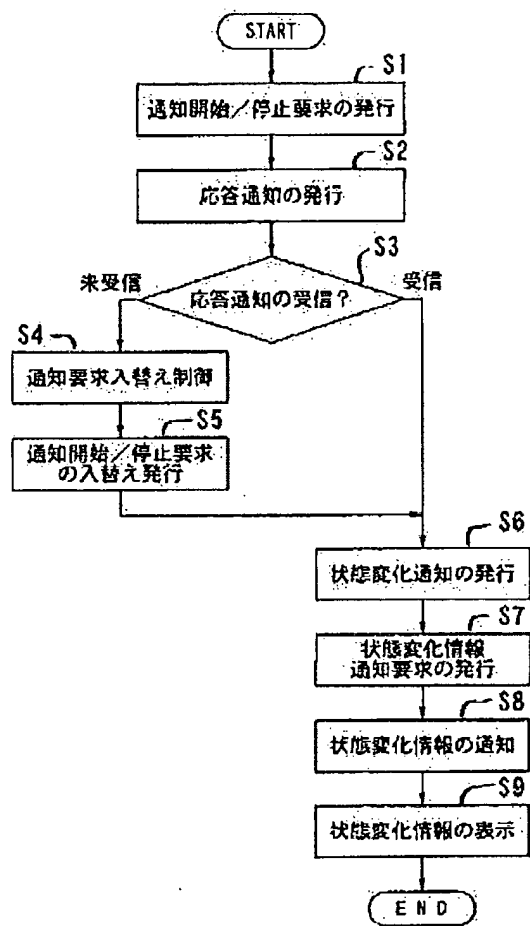 START
S1
通知開始／停止要求の発行
S2
応答通知の発行
S3
未受信
応答通知の受信？
受信
S4
通知要求入替え制御
S5
通知開始／停止要求
の入替え発行
S6
状態変化通知の発行
S7
状態変化情報
通知要求の発行
S8
状態変化情報の通知
S9
状態変化情報の表示
END